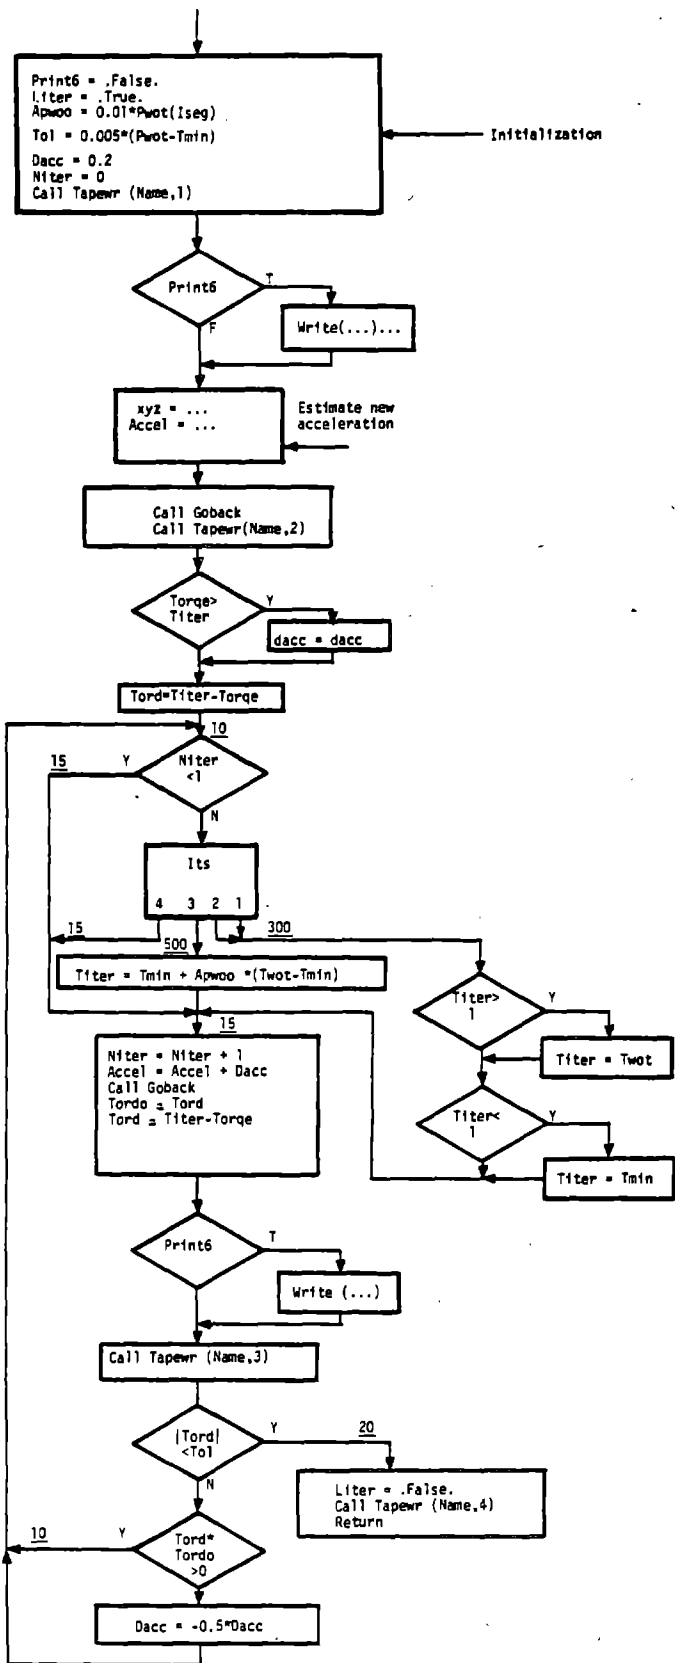 Print6 = .False.
Liter = .True.
Apwoo = 0.01*Pwot(Iseg)
Tol = 0.005*(Pwot-Tmin)
Dacc = 0.2
Niter = 0
Call Tapewr (Name,1)
Initialization
Print6
T
F
Write(...)...
xyz = ...
Accel = ...
Estimate new
acceleration
Call Goback
Call Tapewr(Name,2)
Torqe>
Titer
Y
dacc = dacc
Tord=Titer-Torqe
10
Niter
<1
Y
15
N
Its
4 3 2 1
15
500
300
Titer = Tmin + Apwoo *(Twot-Tmin)
15
Titer>
1
Y
Titer = Twot
Titer<
1
Y
Titer = Tmin
Niter = Niter + 1
Accel = Accel + Dacc
Call Goback
Tordo = Tord
Tord = Titer-Torqe
Print6
T
Write (...)
Call Tapewr (Name,3)
|Tord|
<Tol
Y
20
N
Liter = .False.
Call Tapewr (Name,4)
Return
Tord*
Tordo
>0
Y
10
Dacc = -0.5*Dacc